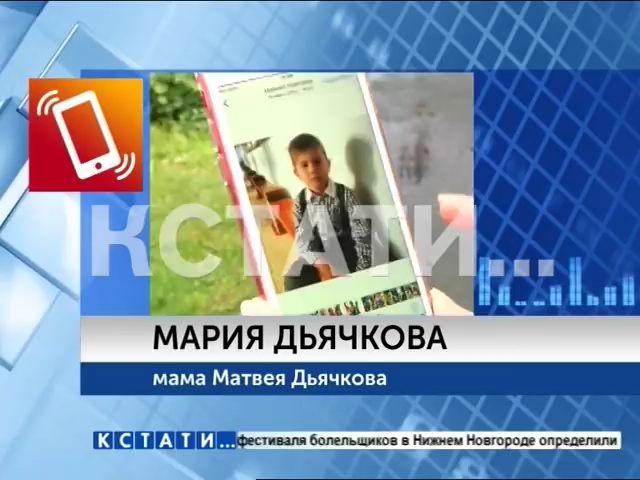 КСТАТИ...
МАРИЯ ДЬЯЧКОВА
мама Матвея Дьячкова
КСТАТИ... фестиваля болельщиков в Нижнем Новгороде определили